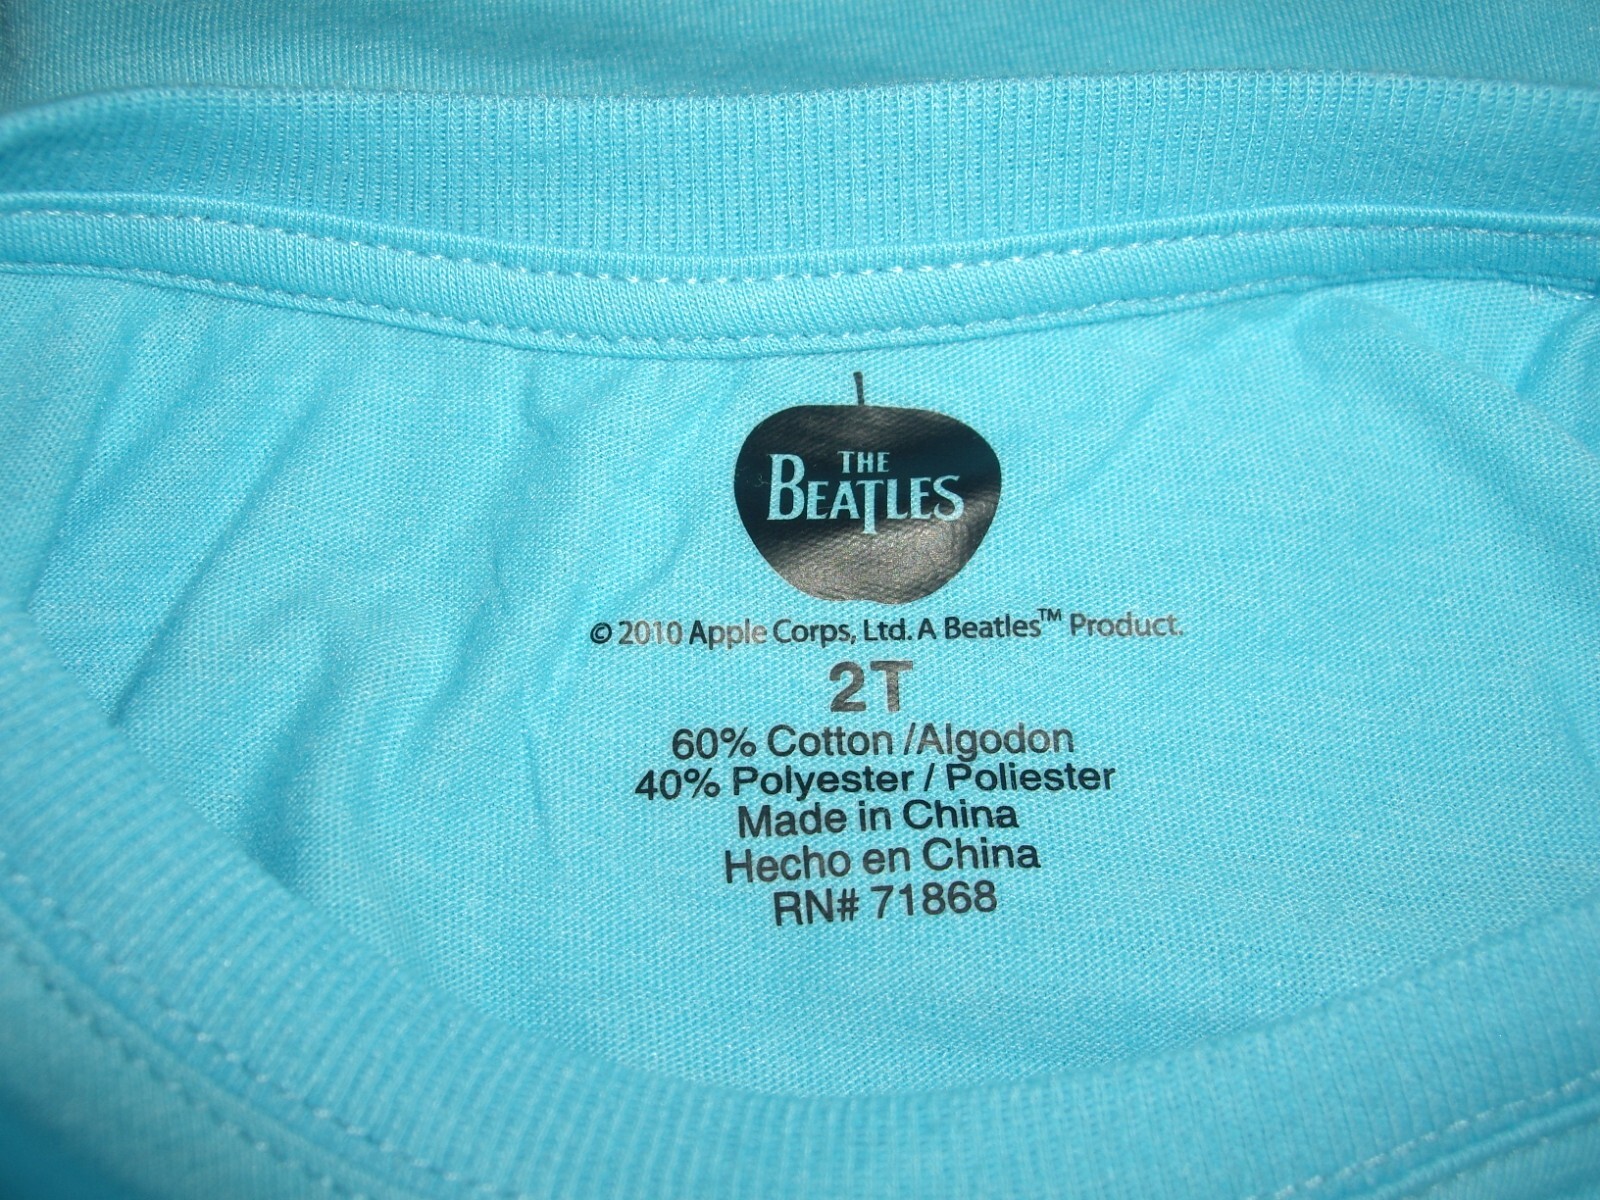 THE
BEATLES
© 2010 Apple Corps, Ltd. A Beatles™ Product.
2T
60% Cotton /Algodon
40% Polyester / Poliester
Made in China
Hecho en China
RN# 71868